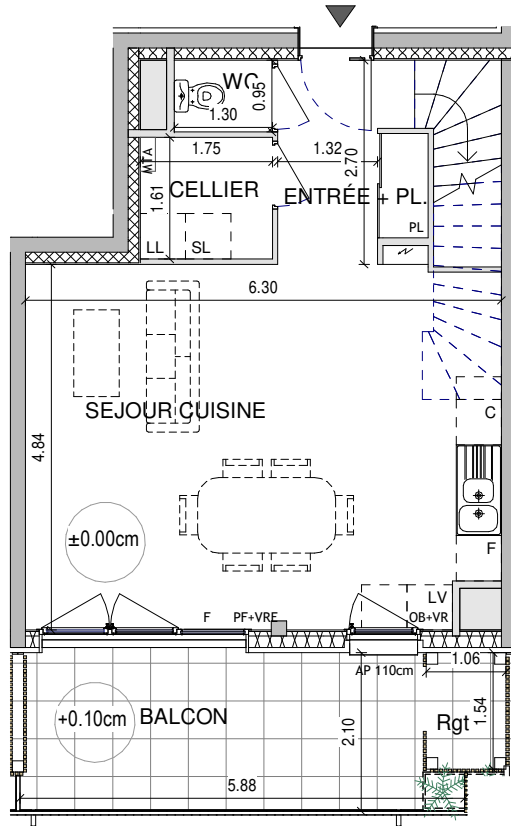 WC
1.30
0.95
1.75
1.32
2.70
MTA
1.61
CELLIER
ENTRÉE + PL.
PL
LL
SL
6.30
SEJOUR CUISINE
C
4.84
±0.00cm
F
LV
F
PF+VRE
OB+VR
AP 110cm
1.06
+0.10cm
BALCON
2.10
Rgt
1.54
5.88